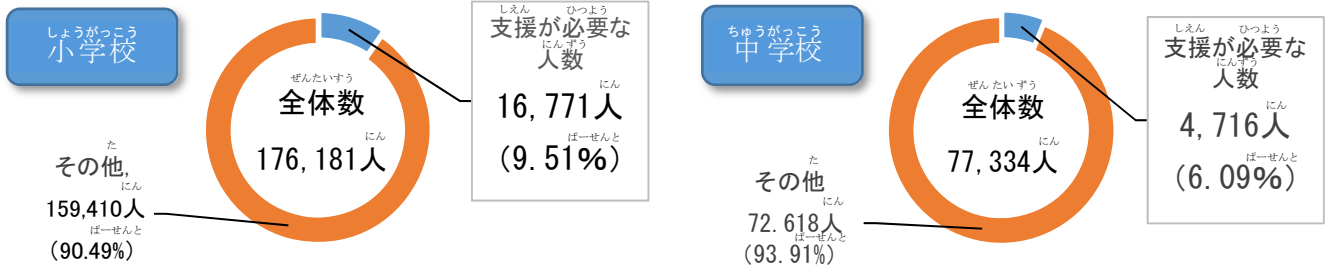 しょうがっこう
小学校
ぜんたいすう
全体数
にん
176,181人
しえん ひつよう
支援が必要な
にんずう
人数
にん
16,771人
ぱーせんと
(9.51%)
た
その他,
にん
159,410人
ぱーせんと
(90.49%)
ちゅうがっこう
中学校
ぜんたいずう
全体数
にん
77,334人
しえん ひつよう
支援が必要な
にんずう
人数
にん
4,716人
ぱーせんと
(6.09%)
た
その他
にん
72.618人
ぱーせんと
(93.91%)